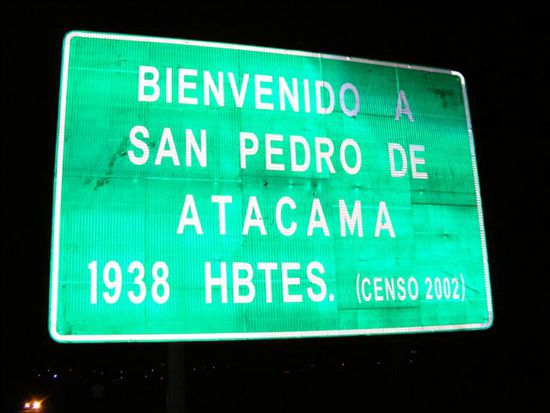 BIENVENIDO A
SAN PEDRO DE
ATACAMA
1938 HBTES. (CENSO 2002)